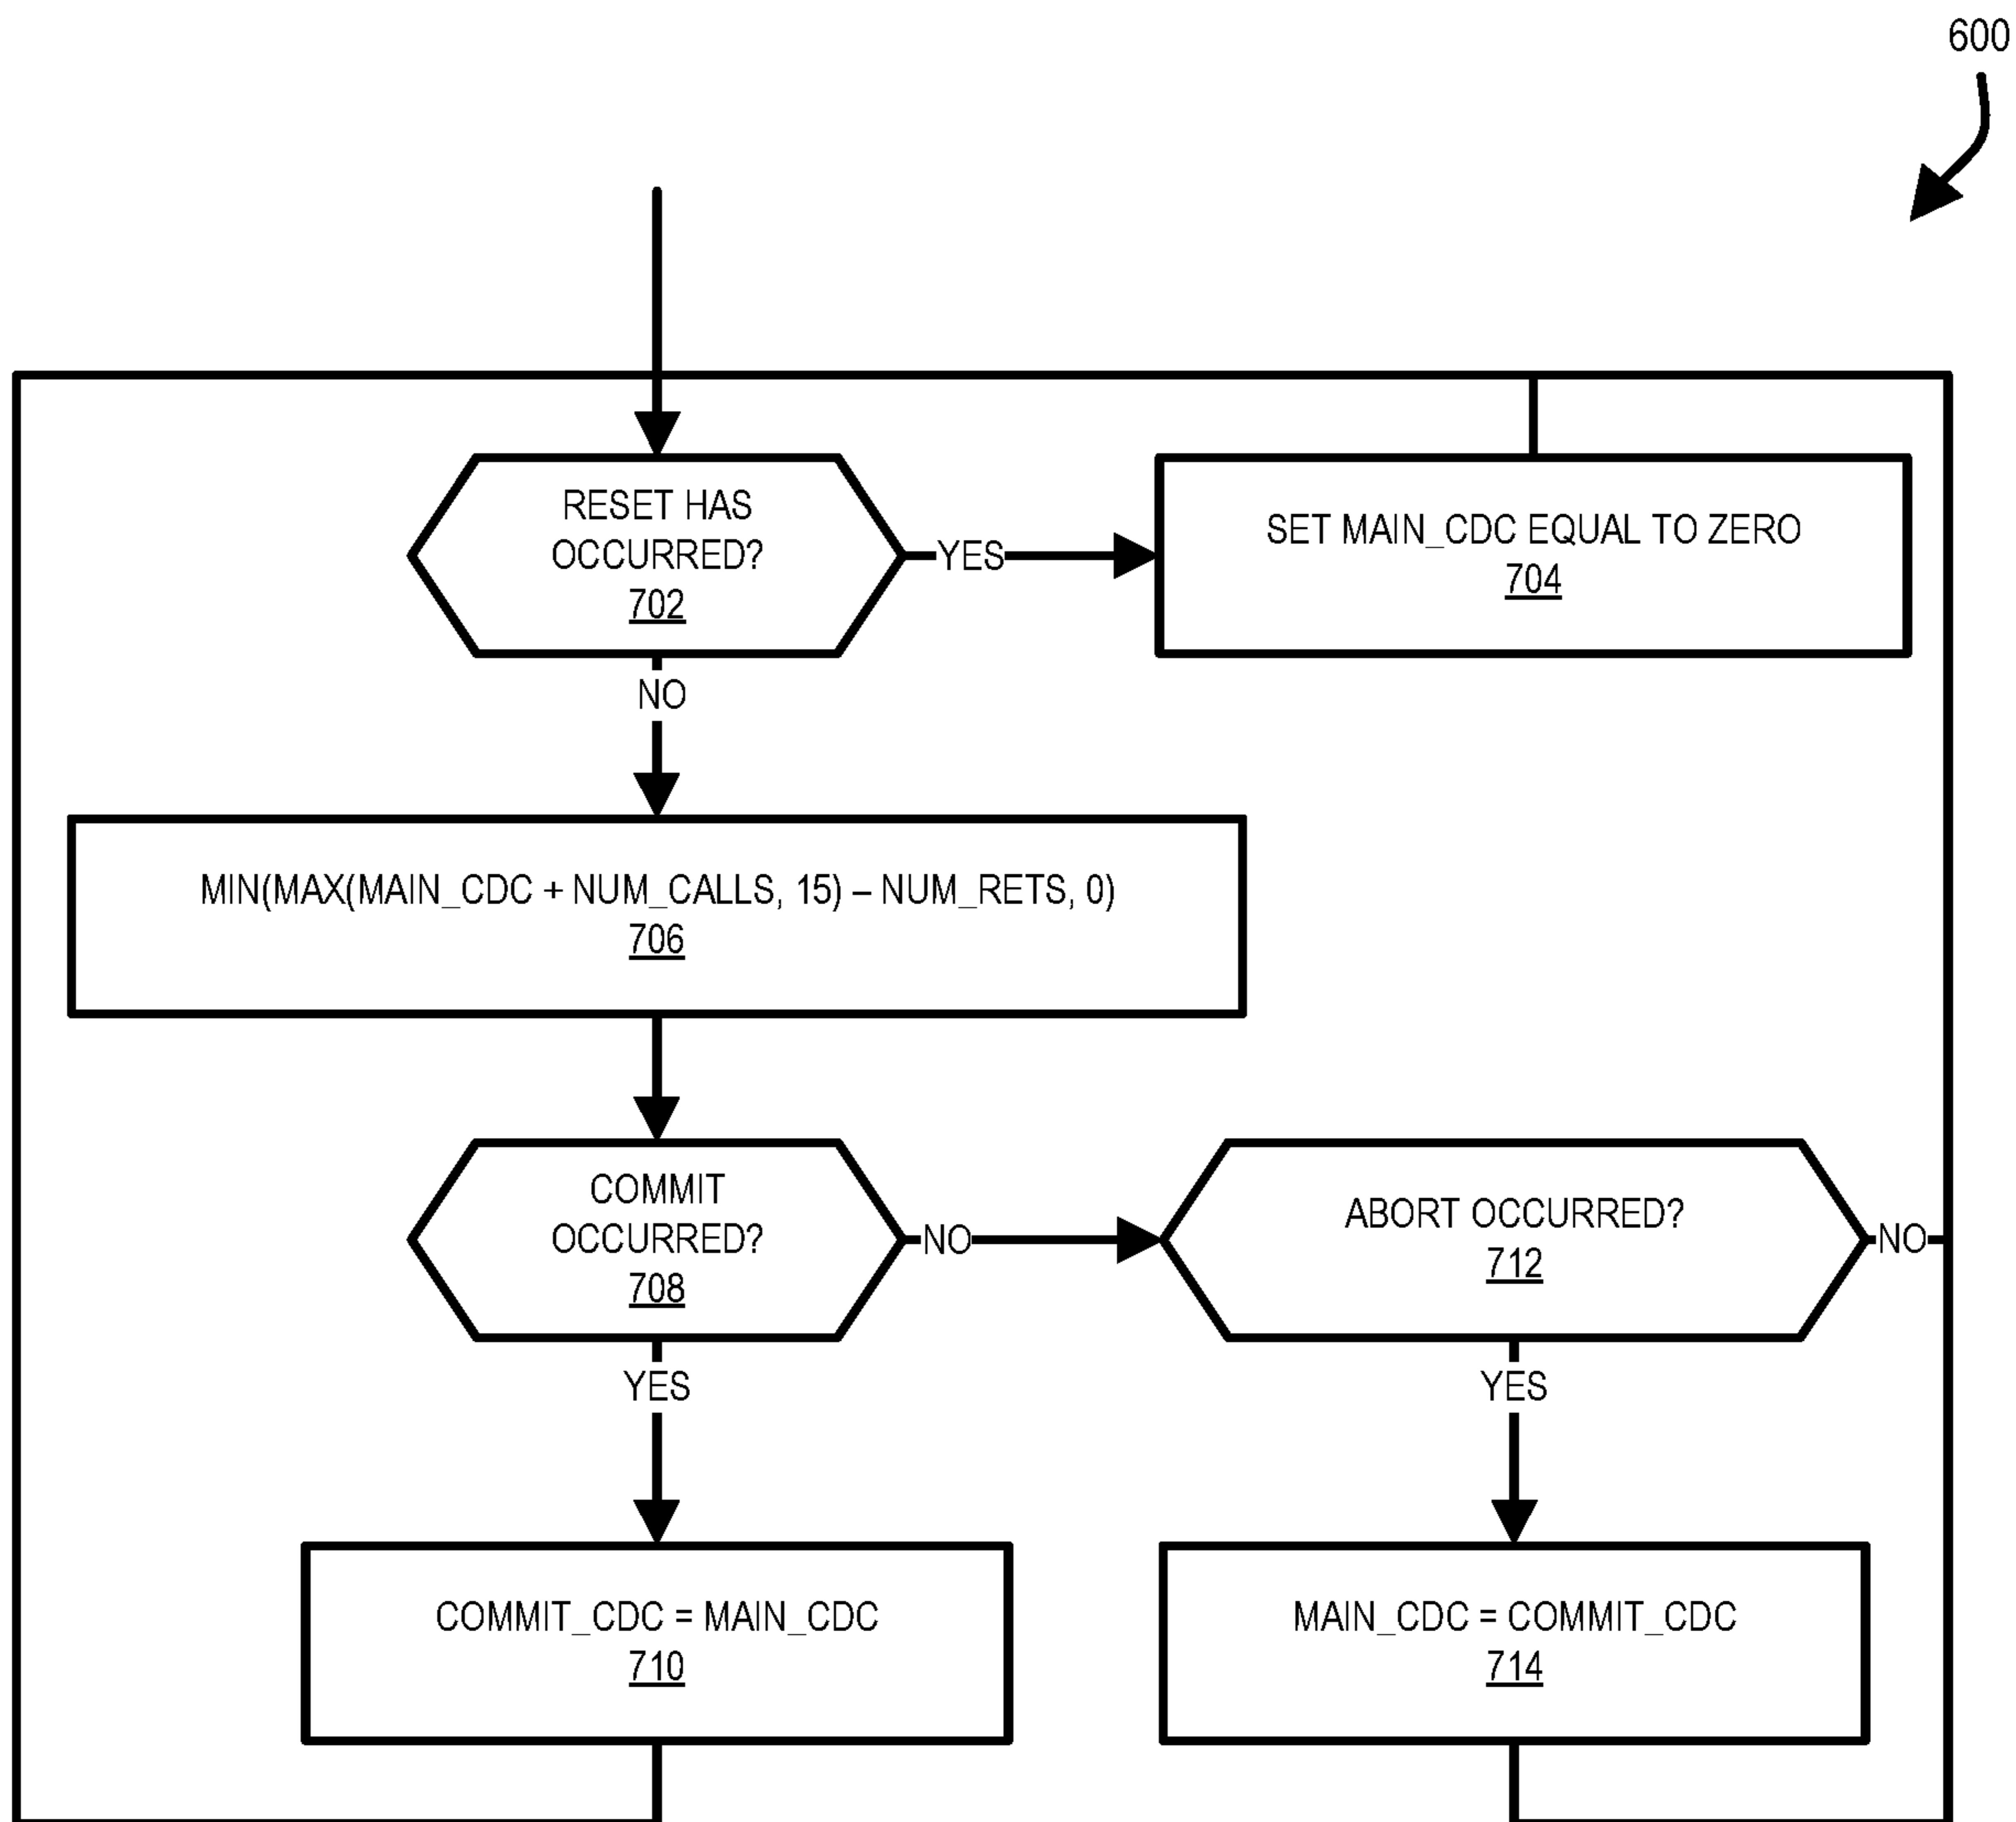 600
RESET HAS
OCCURRED?
702
YES
SET MAIN_CDC EQUAL TO ZERO
704
NO
MIN(MAX(MAIN_CDC + NUM_CALLS, 15) – NUM_RETS, 0)
706
COMMIT
OCCURRED?
708
NO
ABORT OCCURRED?
712
NO
YES
YES
COMMIT_CDC = MAIN_CDC
710
MAIN_CDC = COMMIT_CDC
714